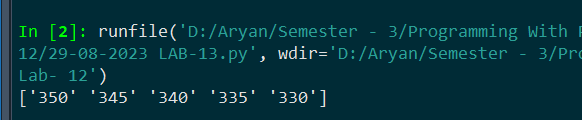 In [2]: runfile('D:/Aryan/Semester - 3/Programming With
12/29-08-2023 LAB-13.py', wdir='D:/Aryan/Semester - 3/
Lab- 12')
['350' '345' '340' '335' '330']